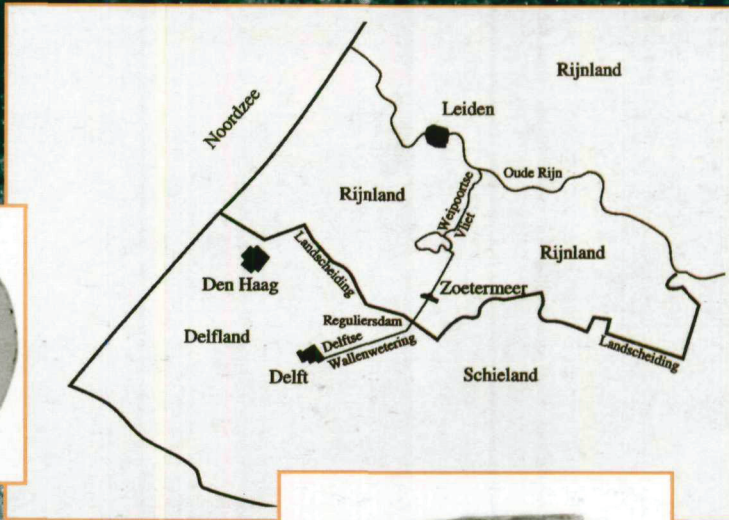 Rijnland
Noordzee
Leiden
Oude Rijn
Rijnland
Weipoortse
Vliet
Rijnland
Landscheiding
Den Haag
Zoetermeer
Reguliersdam
Delfland
Delftse
Wallenwetering
Landscheiding
Delft
Schieland